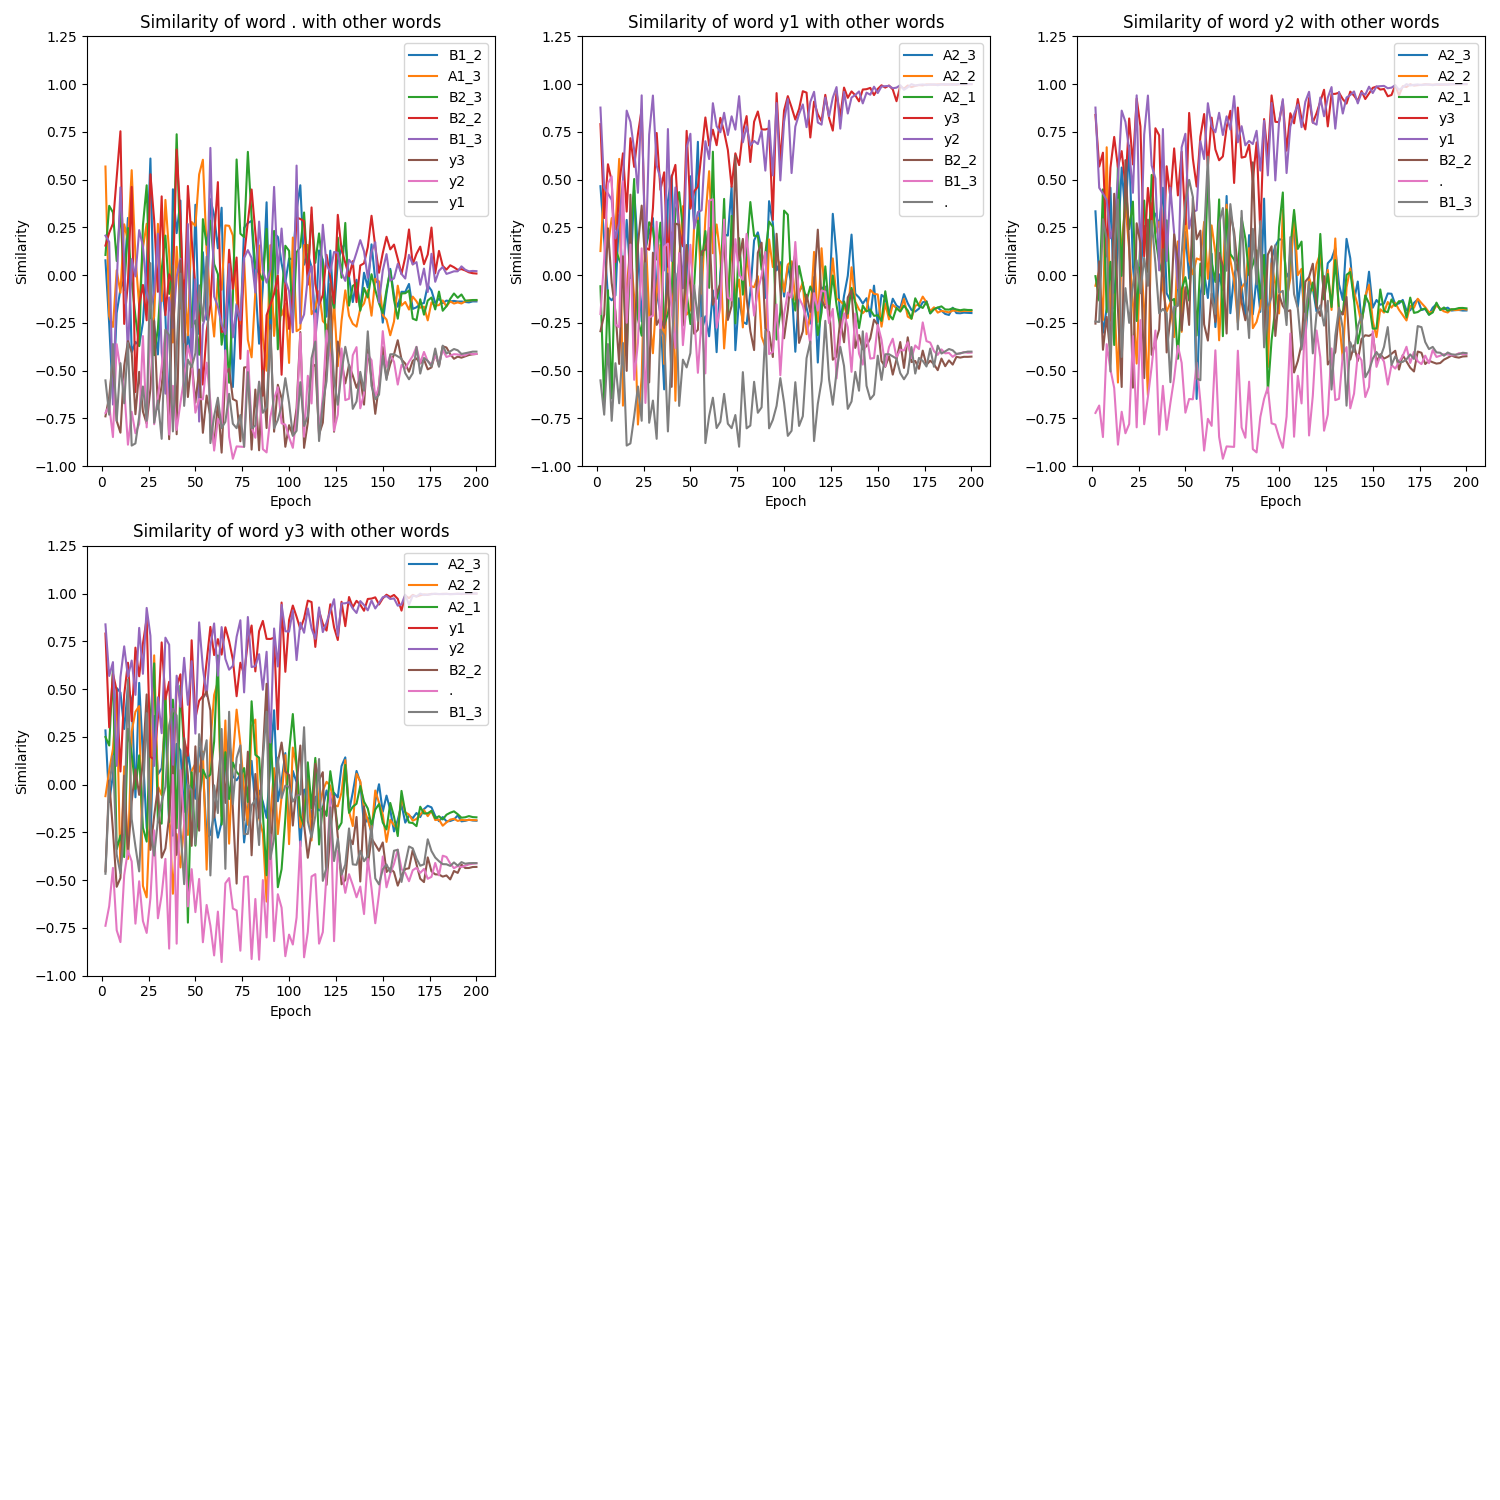 Similarity of word . with other words
Similarity
1.25
1.00
0.75
0.50
0.25
0.00
−0.25
−0.50
−0.75
−1.00
0 25 50 75 100 125 150 175 200
Epoch
B1_2
A1_3
B2_3
B2_2
B1_3
y3
y2
y1
Similarity of word y1 with other words
Similarity
1.25
1.00
0.75
0.50
0.25
0.00
−0.25
−0.50
−0.75
−1.00
0 25 50 75 100 125 150 175 200
Epoch
A2_3
A2_2
A2_1
y3
y2
B2_2
B1_3
.
Similarity of word y2 with other words
Similarity
1.25
1.00
0.75
0.50
0.25
0.00
−0.25
−0.50
−0.75
−1.00
0 25 50 75 100 125 150 175 200
Epoch
A2_3
A2_2
A2_1
y3
y1
B2_2
.
B1_3
Similarity of word y3 with other words
Similarity
1.25
1.00
0.75
0.50
0.25
0.00
−0.25
−0.50
−0.75
−1.00
0 25 50 75 100 125 150 175 200
Epoch
A2_3
A2_2
A2_1
y1
y2
B2_2
.
B1_3